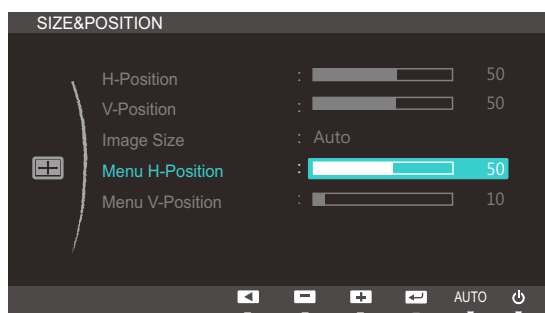 SIZE&POSITION
H-Position : 50
V-Position : 50
Image Size : Auto
Menu H-Position : 50
Menu V-Position : 10
AUTO